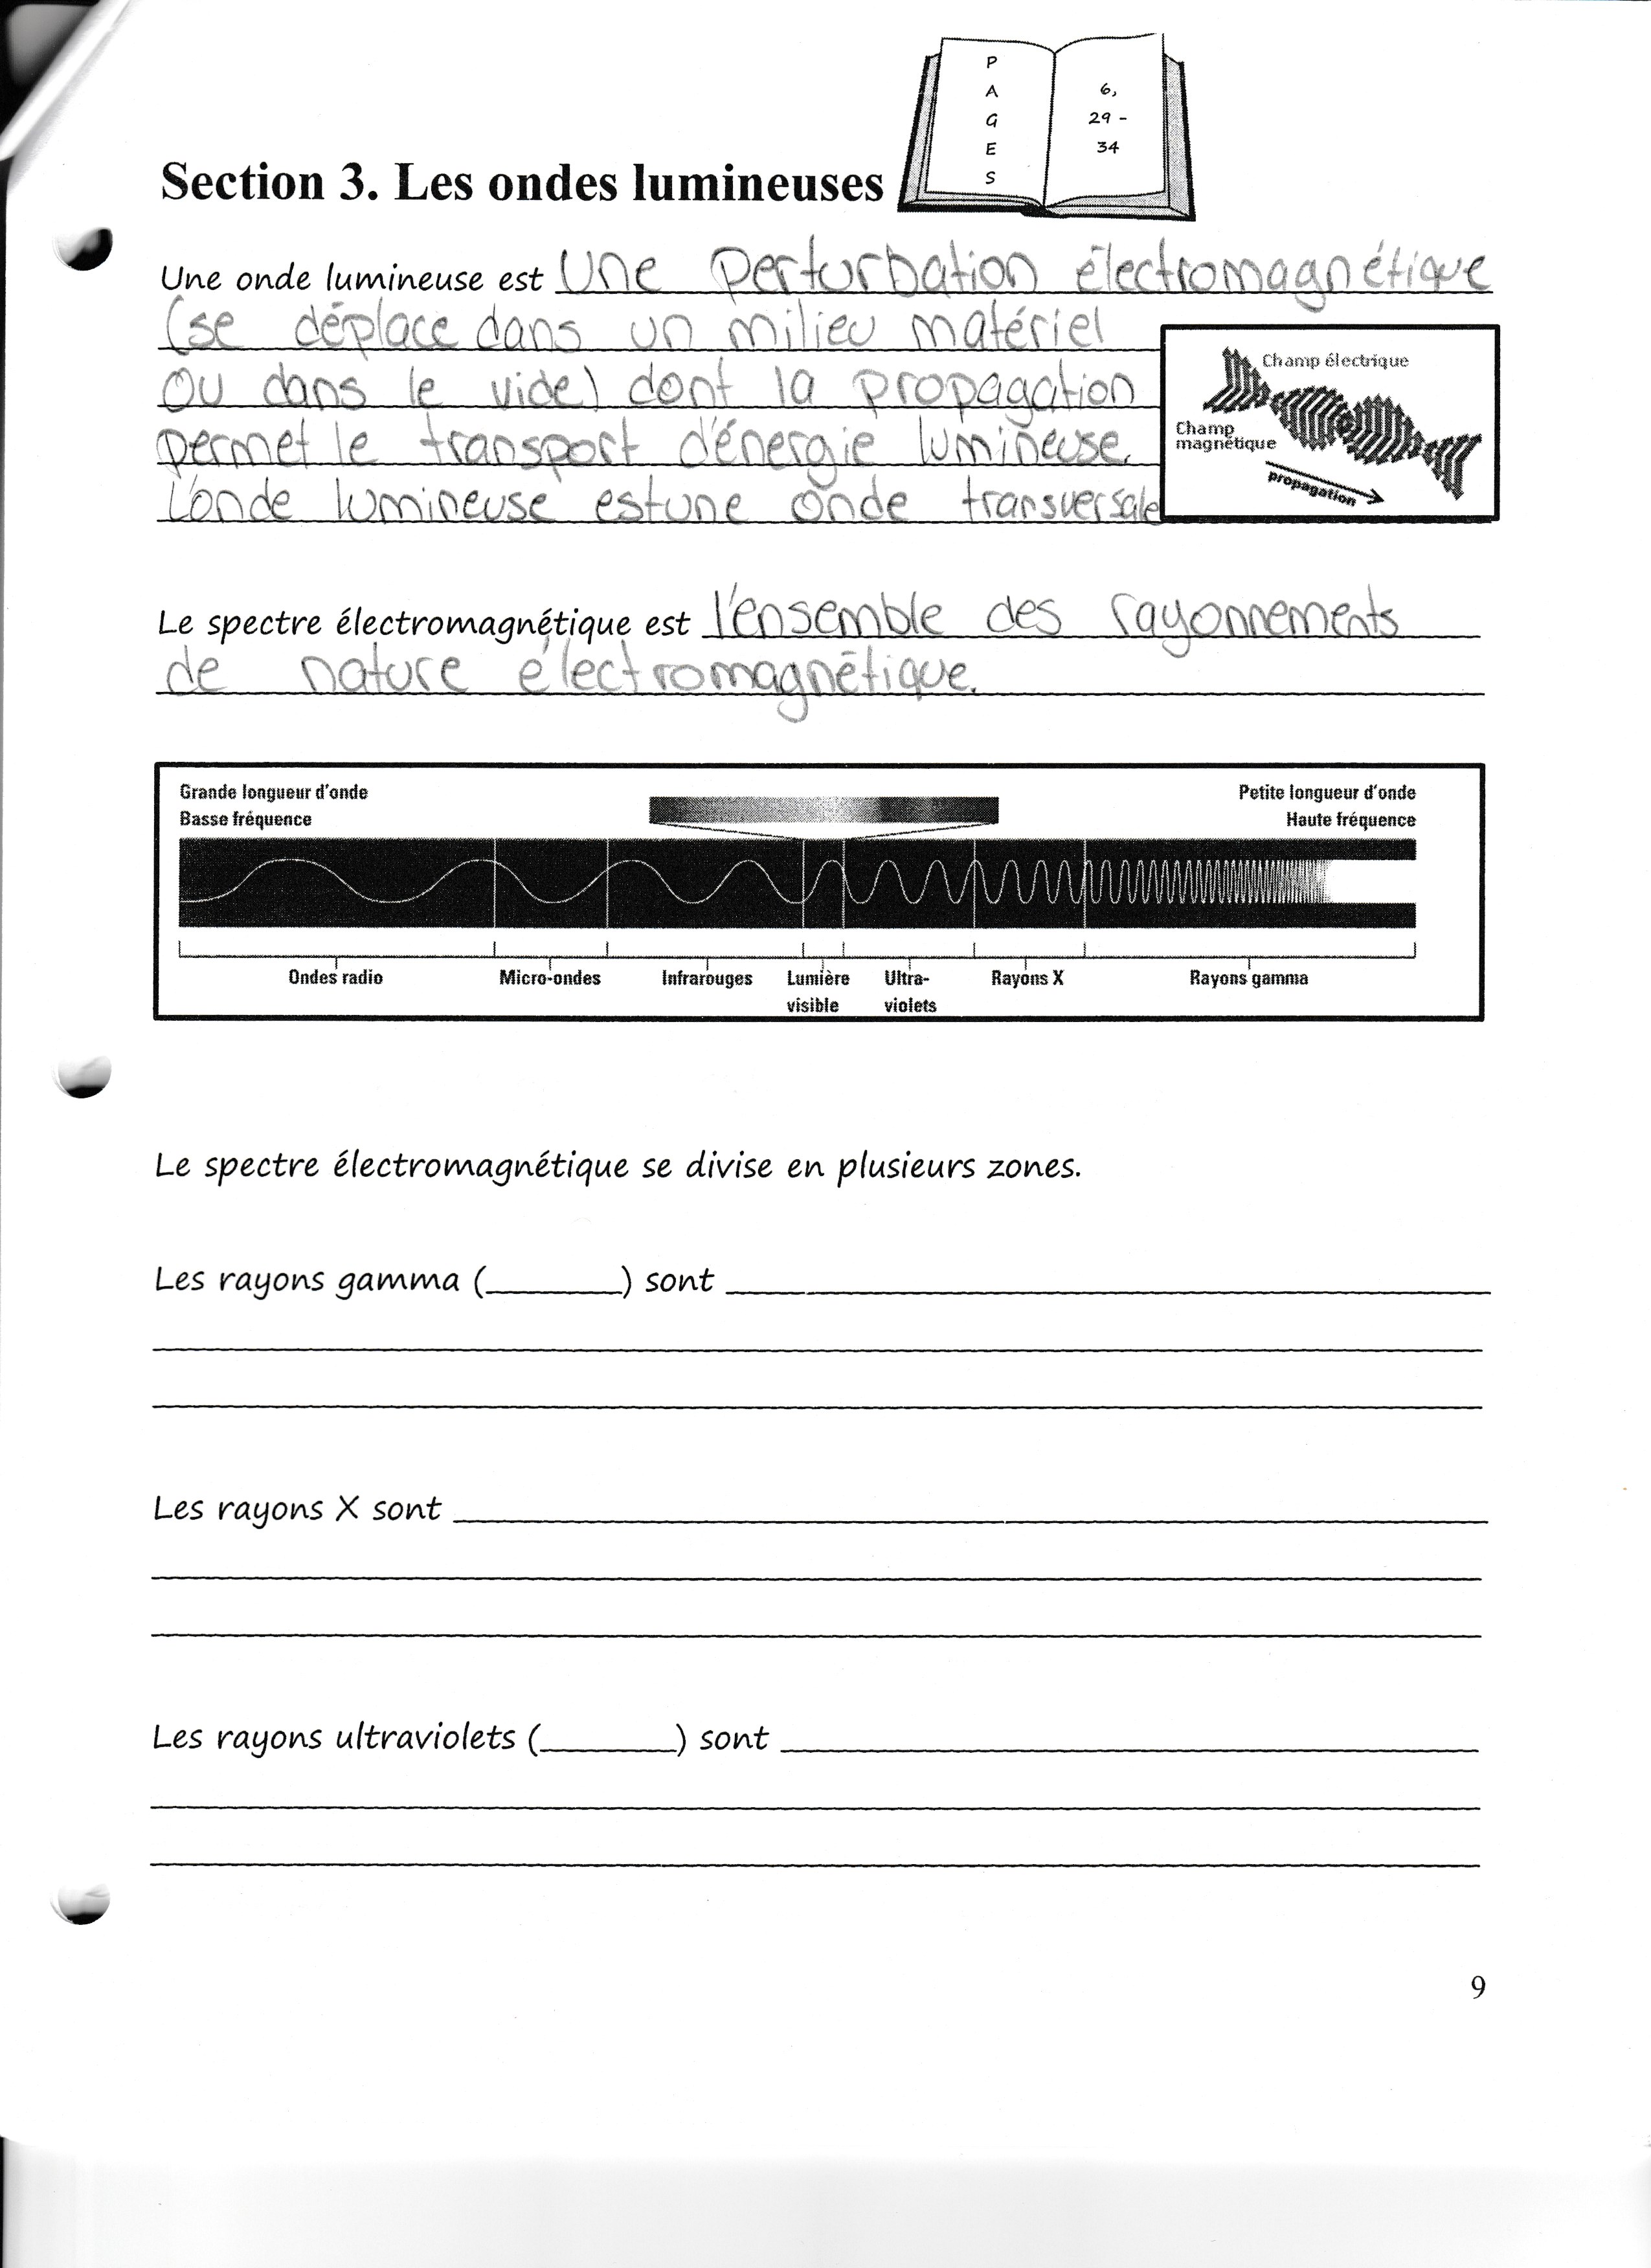 P
A
G
E
S
6,
29 -
34
Section 3. Les ondes lumineuses
Une onde lumineuse est une perturbation électromagnétique
(se déplace dans un milieu matériel
ou dans le vide) dont la propagation
permet le transport d'énergie lumineuse.
L'onde lumineuse est une onde transversale
Champ électrique
Champ
magnétique
propagation
Le spectre électromagnétique est l'ensemble des rayonnements
de nature électromagnétique.
Grande longueur d'onde
Basse fréquence
Petite longueur d'onde
Haute fréquence
Ondes radio Micro-ondes Infrarouges Lumière visible Ultra-violets Rayons X Rayons gamma
Le spectre électromagnétique se divise en plusieurs zones.
Les rayons gamma (________) sont ________
Les rayons X sont ________
Les rayons ultraviolets (________) sont ________
9